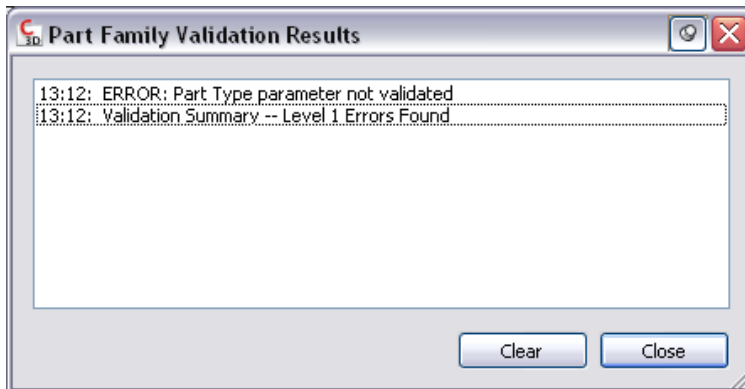 C 3D Part Family Validation Results
13:12: ERROR: Part Type parameter not validated
13:12: Validation Summary -- Level 1 Errors Found
Clear Close